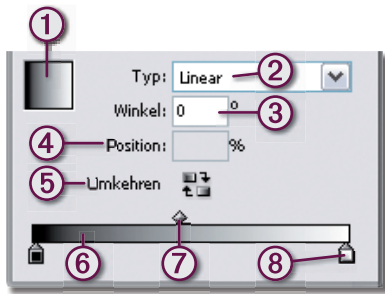 1
Typ: Linear 2
Winkel: 0 ° 3
4 Position: %
5 Umkehren
6 7 8